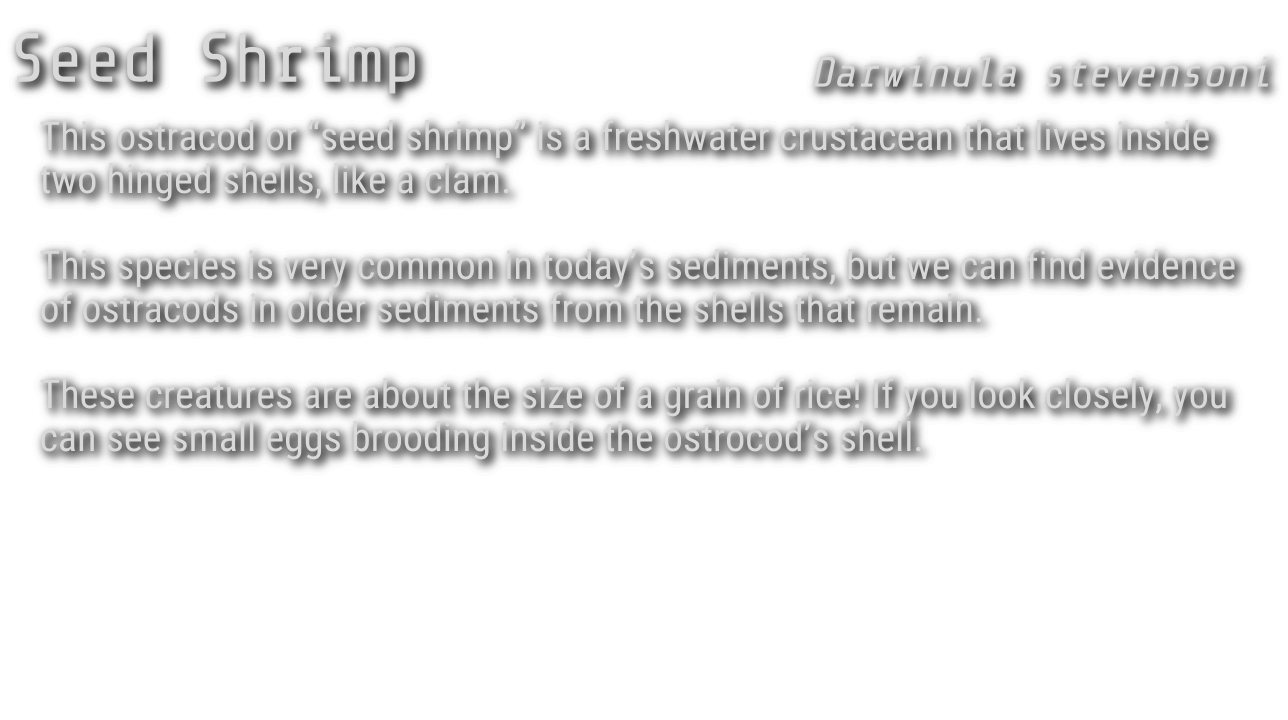 Seed Shrimp
Darwinula stevensoni
This ostracod or “seed shrimp” is a freshwater crustacean that lives inside
two hinged shells, like a clam.
This species is very common in today’s sediments, but we can find evidence
of ostracods in older sediments from the shells that remain.
These creatures are about the size of a grain of rice! If you look closely, you
can see small eggs brooding inside the ostrocod’s shell.